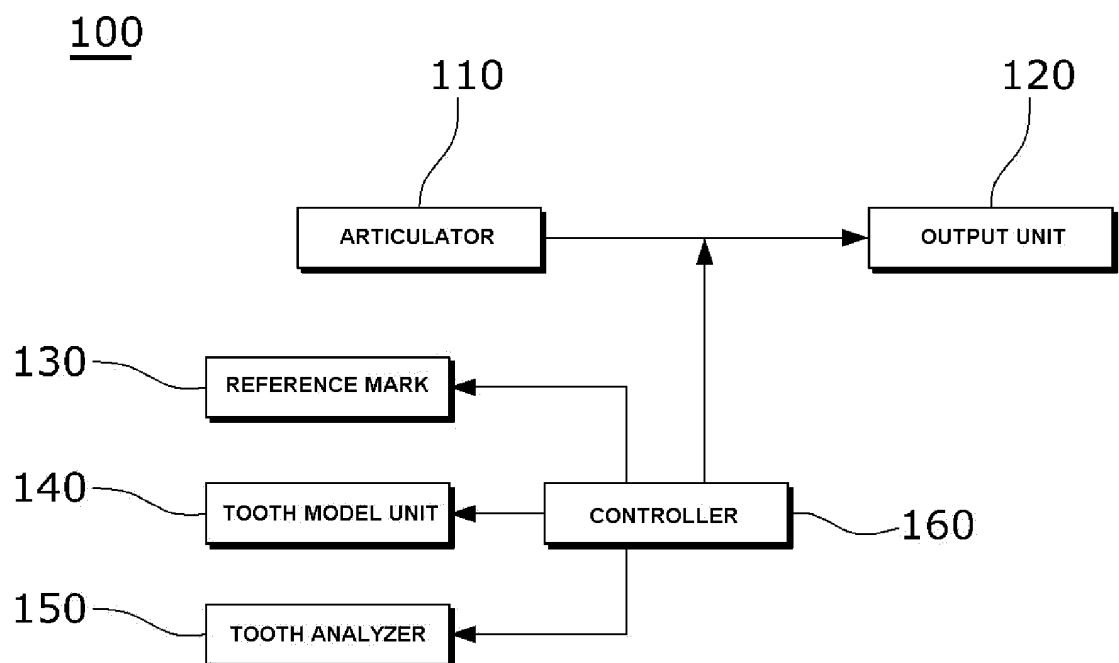 100
110
120
ARTICULATOR
OUTPUT UNIT
130
REFERENCE MARK
140
TOOTH MODEL UNIT
CONTROLLER
160
150
TOOTH ANALYZER